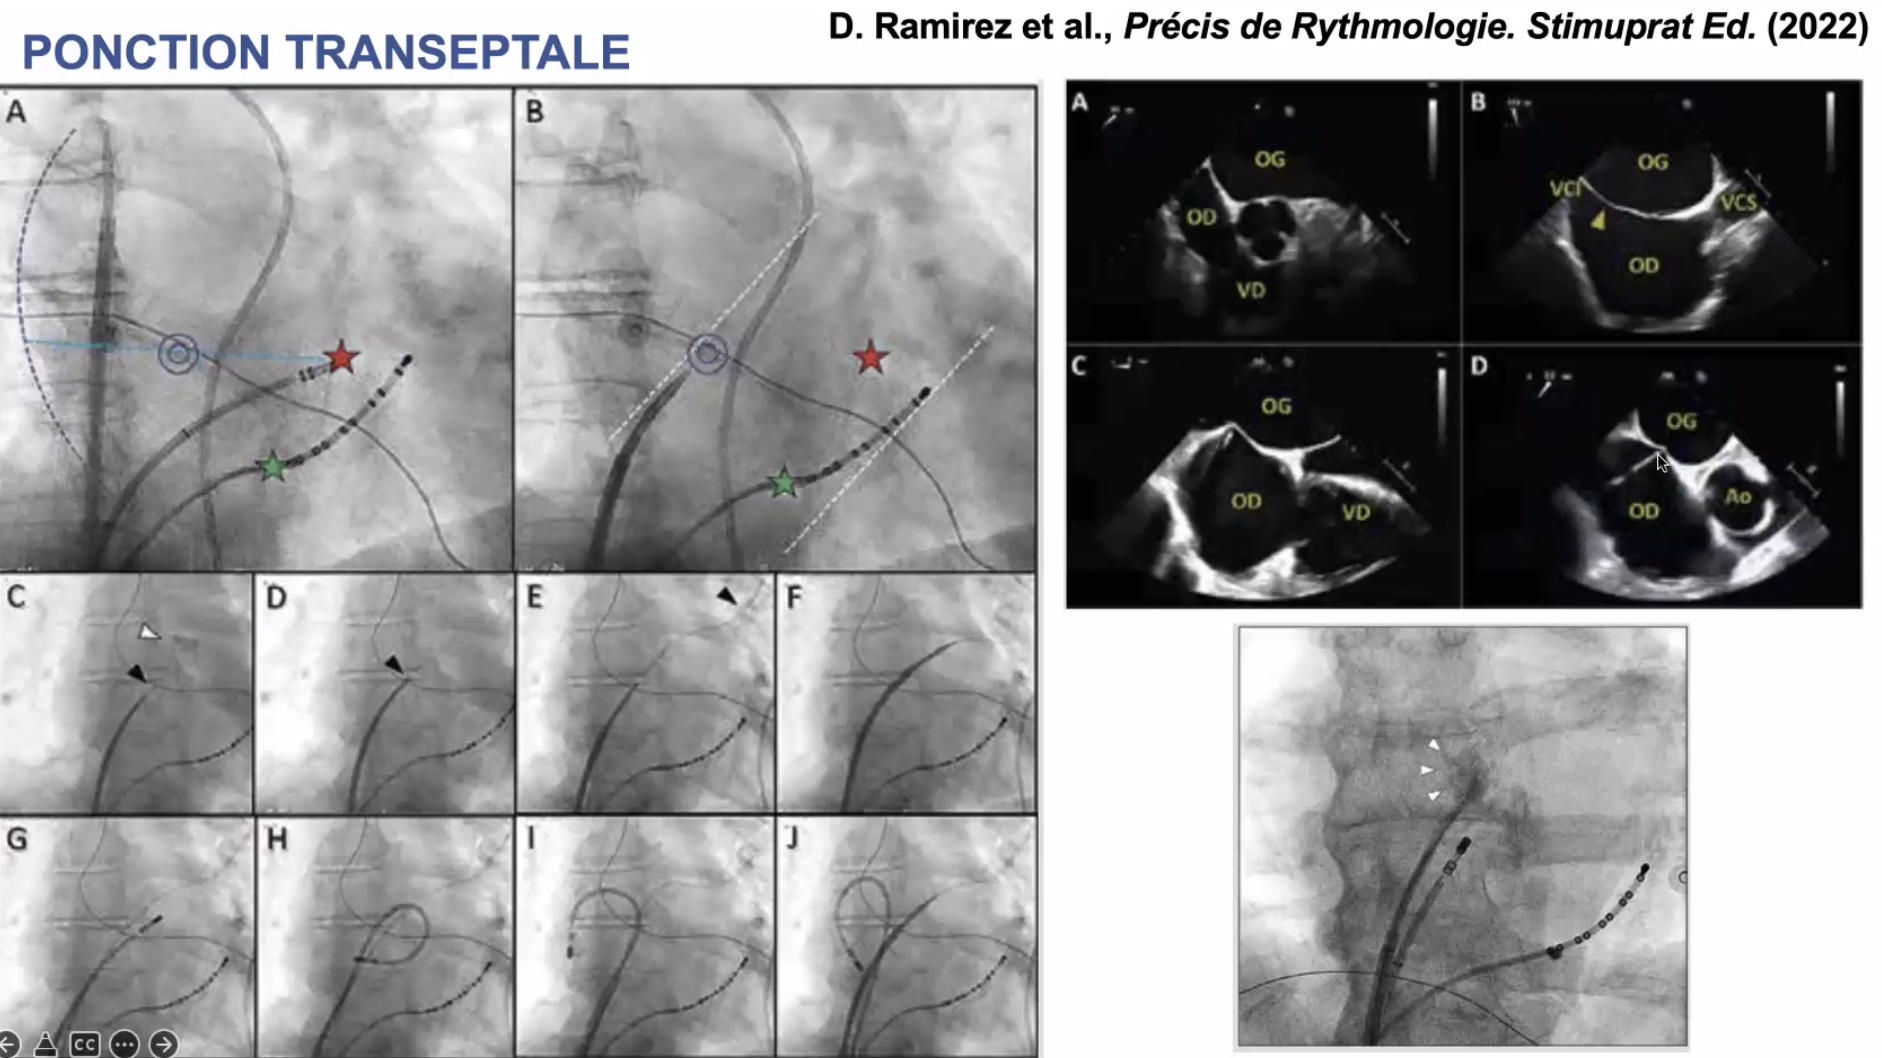 D. Ramirez et al., Précis de Rythmologie. Stimuprat Ed. (2022)
PONCTION TRANSEPTALE
A
B
C
D
E
F
G
H
I
J
A
OG
OD
VD
B
OG
VCI
VCS
OD
C
OG
OD
VD
D
OG
OD
Ao
CC